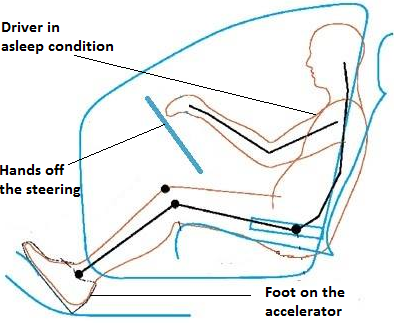 Driver in
asleep condition
Hands off
the steering
Foot on the
accelerator